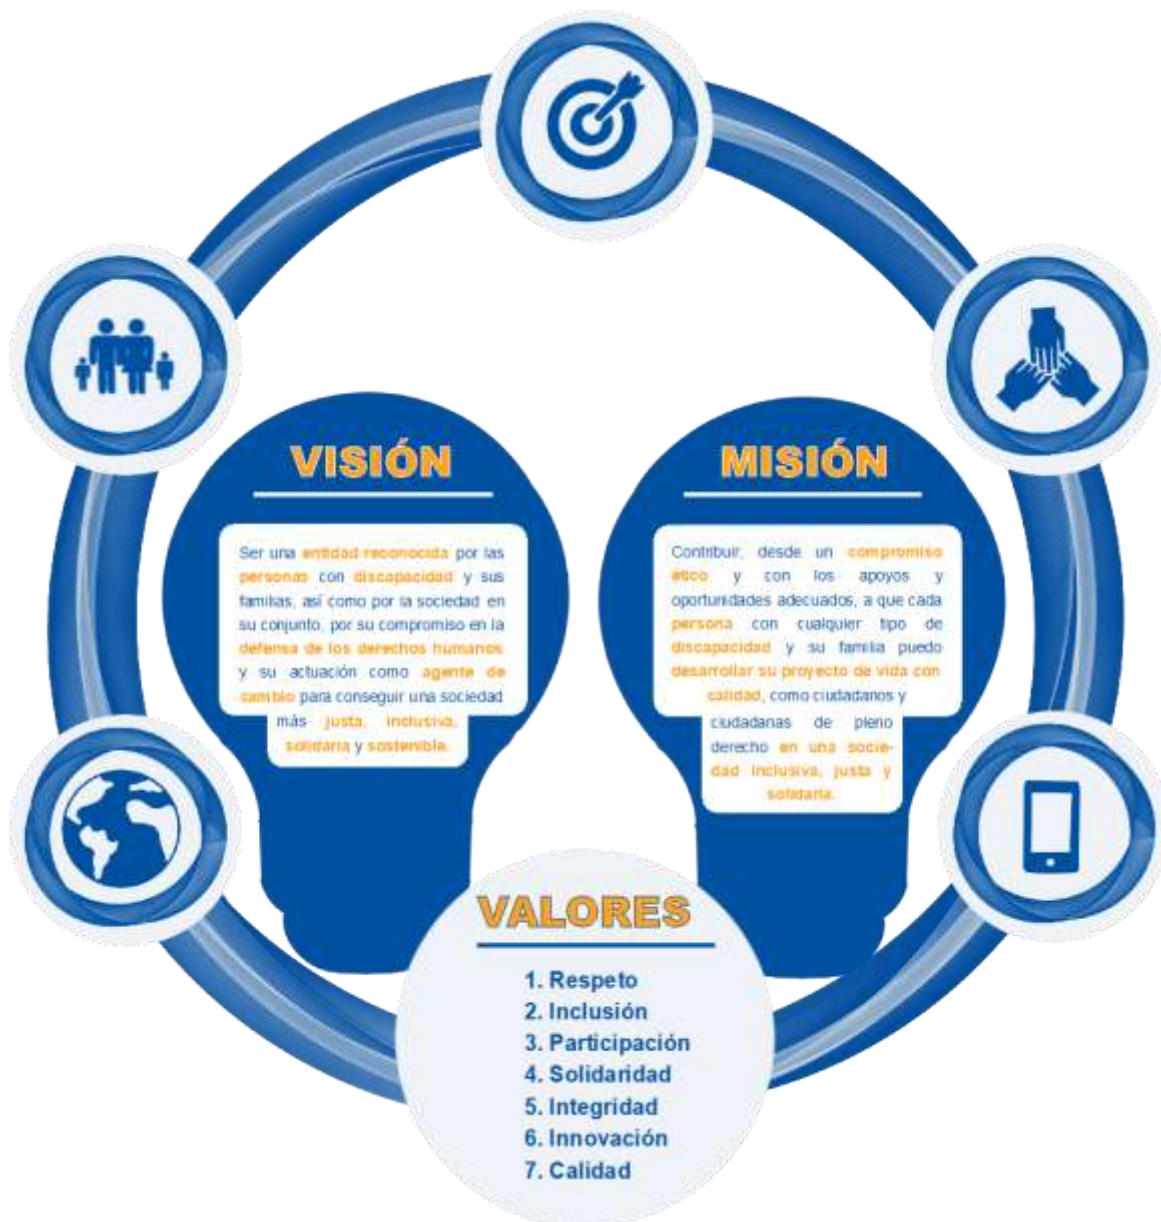 VISIÓN
Ser una entidad reconocida por las
personas con discapacidad y sus
familias, así como por la sociedad en
su conjunto, por su compromiso en la
defensa de los derechos humanos
y su actuación como agente de
cambio para conseguir una sociedad
más justa, inclusiva,
solidaria y sostenible.
MISIÓN
Contribuir, desde un compromiso
ético y con los apoyos y
oportunidades adecuados, a que cada
persona con cualquier tipo de
discapacidad y su familia puedo
desarrollar su proyecto de vida con
calidad, como ciudadanos y
ciudadanas de pleno
derecho en una socie-
dad inclusiva, justa y
solidaria.
VALORES
1. Respeto
2. Inclusión
3. Participación
4. Solidaridad
5. Integridad
6. Innovación
7. Calidad